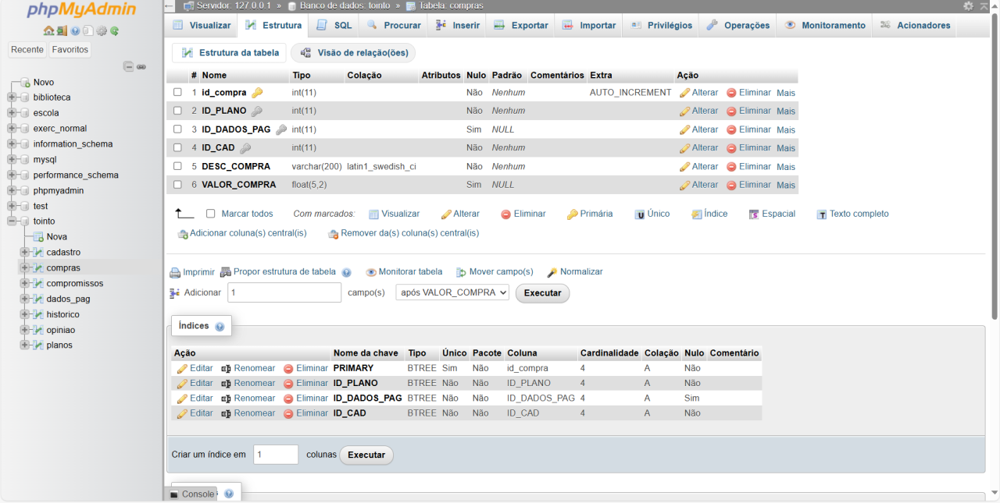 phpMyAdmin
Recente Favoritos
Novo
biblioteca
escola
exerc_normal
information_schema
mysql
performance_schema
phpmyadmin
test
tointo
Nova
cadastro
compras
compromissos
dados_pag
historico
opiniao
planos
Servidor: 127.0.0.1 » Banco de dados: tointo » Tabela: compras
Visualizar Estrutura SQL Procurar Inserir Exportar Importar Privilégios Operações Monitoramento Acionadores
Estrutura da tabela Visão de relação(ões)
# Nome Tipo Colação Atributos Nulo Padrão Comentários Extra Ação
1 id_compra int(11) Não Nenhum AUTO_INCREMENT Alterar Eliminar Mais
2 ID_PLANO int(11) Não Nenhum Alterar Eliminar Mais
3 ID_DADOS_PAG int(11) Sim NULL Alterar Eliminar Mais
4 ID_CAD int(11) Não Nenhum Alterar Eliminar Mais
5 DESC_COMPRA varchar(200) latin1_swedish_ci Não Nenhum Alterar Eliminar Mais
6 VALOR_COMPRA float(5,2) Sim NULL Alterar Eliminar Mais
Marcar todos Com marcados: Visualizar Alterar Eliminar Primária Único Índice Espacial Texto completo
Adicionar coluna(s) central(is) Remover da(s) coluna(s) central(is)
Imprimir Propor estrutura de tabela Monitorar tabela Mover campo(s) Normalizar
Adicionar 1 campo(s) após VALOR_COMPRA Executar
Índices
Ação Nome da chave Tipo Único Pacote Coluna Cardinalidade Colação Nulo Comentário
Editar Renomear Eliminar PRIMARY BTREE Sim Não id_compra 4 A Não
Editar Renomear Eliminar ID_PLANO BTREE Não Não ID_PLANO 4 A Não
Editar Renomear Eliminar ID_DADOS_PAG BTREE Não Não ID_DADOS_PAG 4 A Sim
Editar Renomear Eliminar ID_CAD BTREE Não Não ID_CAD 4 A Não
Criar um índice em 1 colunas Executar
Console